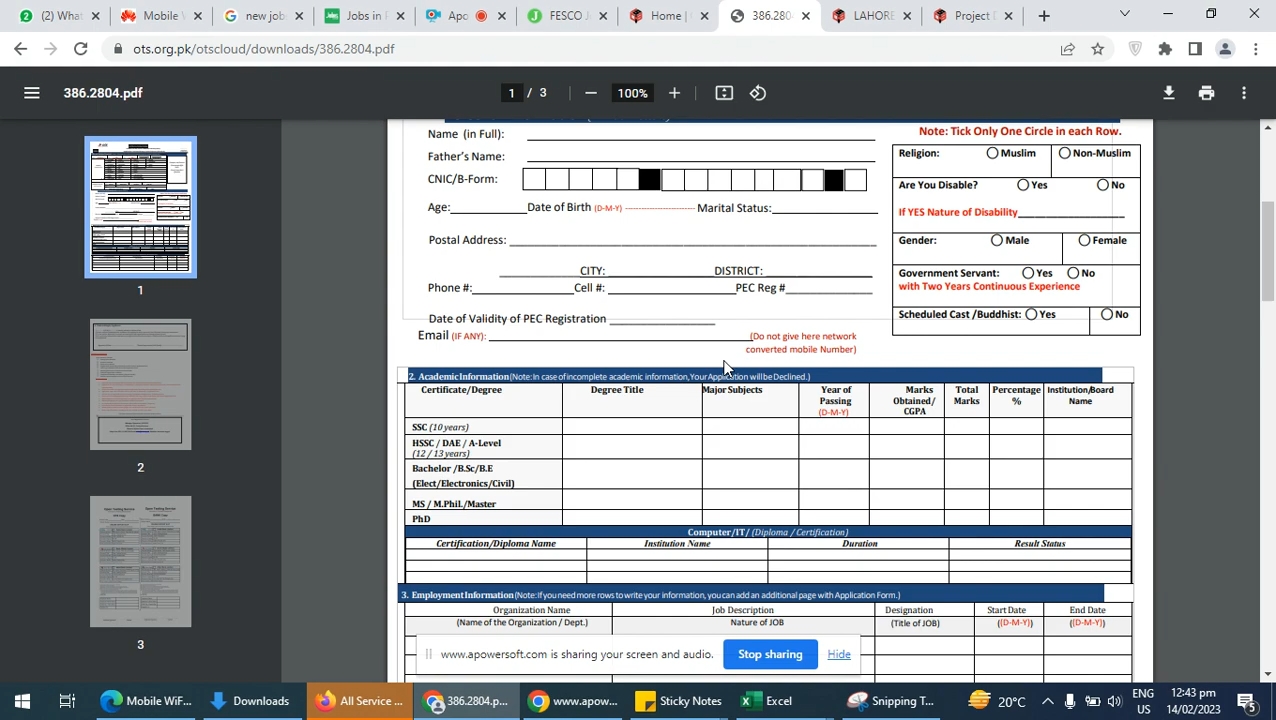 (2) (What
Mobile W
new job
Jobs in P
Apo
FESCO J
Home |
386.280
LAHORE
Project D
ots.org.pk/otscloud/downloads/386.2804.pdf
386.2804.pdf
1 / 3
100%
1
2
3
Name (in Full):
Father's Name:
CNIC/B-Form:
Age: Date of Birth (D-M-Y) Marital Status:
Postal Address:
CITY: DISTRICT:
Phone #: Cell #: PEC Reg #
Date of Validity of PEC Registration
Email (IF ANY): (Do not give here network
converted mobile Number)
Note: Tick Only One Circle in each Row.
Religion: Muslim Non-Muslim
Are You Disable? Yes No
If YES Nature of Disability
Gender: Male Female
Government Servant: Yes No
with Two Years Continuous Experience
Scheduled Cast /Buddhist: Yes No
2. AcademicInformation (Note: In case of incomplete academic information, Your Application will be Declined.)
Certificate/Degree Degree Title Major Subjects Year of Passing (D-M-Y) Marks Obtained/ CGPA Total Marks Percentage % Institution/Board Name
SSC (10 years)
HSSC / DAE / A-Level
(12 / 13 years)
Bachelor /B.Sc/B.E
(Elect/Electronics/Civil)
MS / M.Phil./Master
PhD
Computer/IT/ (Diploma / Certification)
Certification/Diploma Name Institution Name Duration Result Status
3. EmploymentInformation (Note: If you need more rows to write your information, you can add an additional page with Application Form.)
Organization Name Job Description Designation Start Date End Date
(Name of the Organization / Dept.) Nature of JOB (Title of JOB) ((D-M-Y) ((D-M-Y)
www.apowersoft.com is sharing your screen and audio.
Stop sharing
Hide
Mobile WiF...
Downloads
All Service ...
386.2804.p...
www.apow...
Sticky Notes
Excel
Snipping T...
20°C
ENG
US
12:43 pm
14/02/2023
5